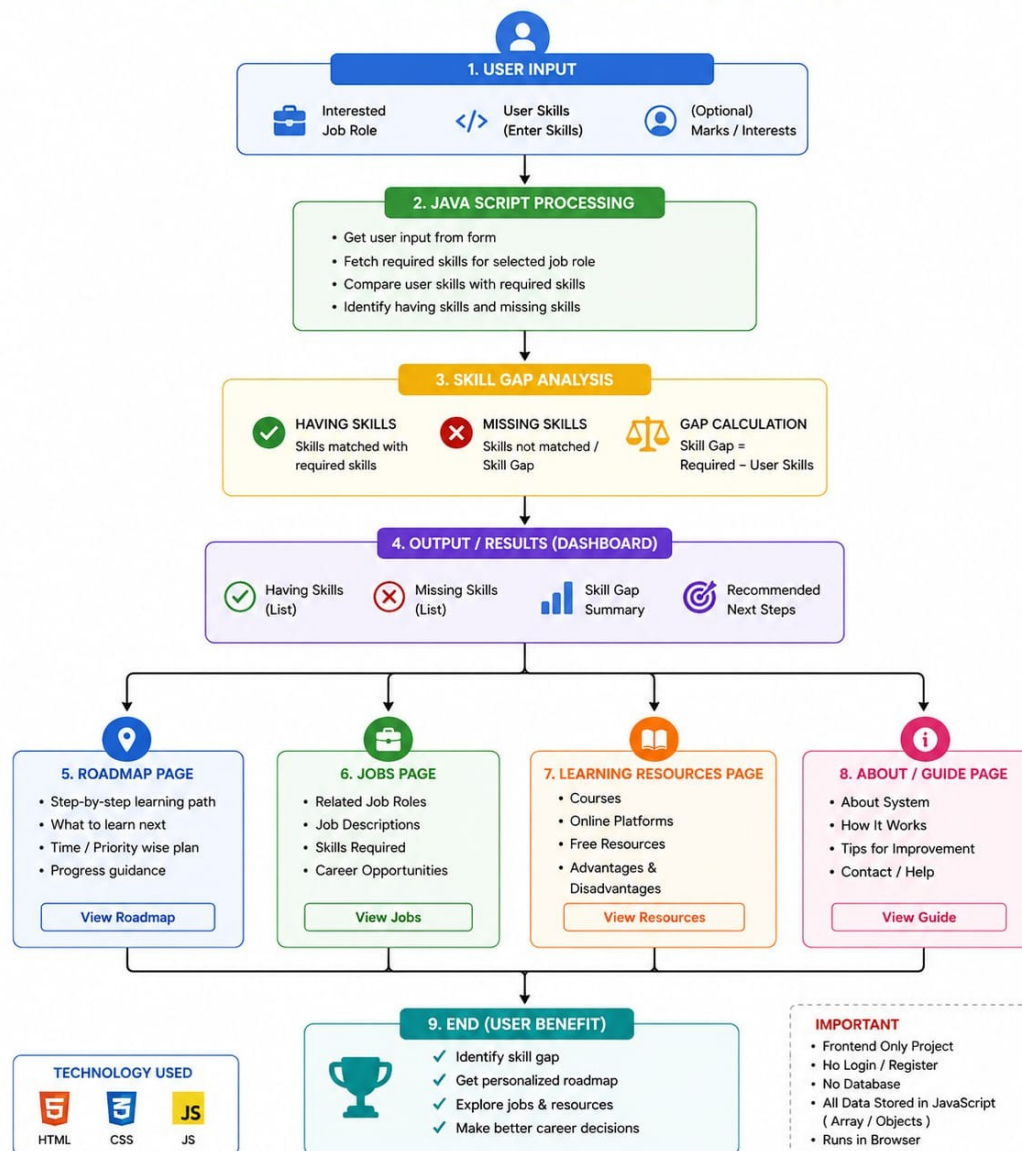 1. USER INPUT
Interested
Job Role
</>
User Skills
(Enter Skills)
(Optional)
Marks / Interests
2. JAVA SCRIPT PROCESSING
• Get user input from form
• Fetch required skills for selected job role
• Compare user skills with required skills
• Identify having skills and missing skills
3. SKILL GAP ANALYSIS
HAVING SKILLS
Skills matched with
required skills
MISSING SKILLS
Skills not matched /
Skill Gap
GAP CALCULATION
Skill Gap =
Required – User Skills
4. OUTPUT / RESULTS (DASHBOARD)
Having Skills
(List)
Missing Skills
(List)
Skill Gap
Summary
Recommended
Next Steps
5. ROADMAP PAGE
• Step-by-step learning path
• What to learn next
• Time / Priority wise plan
• Progress guidance
View Roadmap
6. JOBS PAGE
• Related Job Roles
• Job Descriptions
• Skills Required
• Career Opportunities
View Jobs
7. LEARNING RESOURCES PAGE
• Courses
• Online Platforms
• Free Resources
• Advantages &
Disadvantages
View Resources
8. ABOUT / GUIDE PAGE
• About System
• How It Works
• Tips for Improvement
• Contact / Help
View Guide
9. END (USER BENEFIT)
✓ Identify skill gap
✓ Get personalized roadmap
✓ Explore jobs & resources
✓ Make better career decisions
TECHNOLOGY USED
5
3
JS
HTML
CSS
JS
IMPORTANT
• Frontend Only Project
• Ho Login / Register
• No Database
• All Data Stored in JavaScript
( Array / Objects )
• Runs in Browser